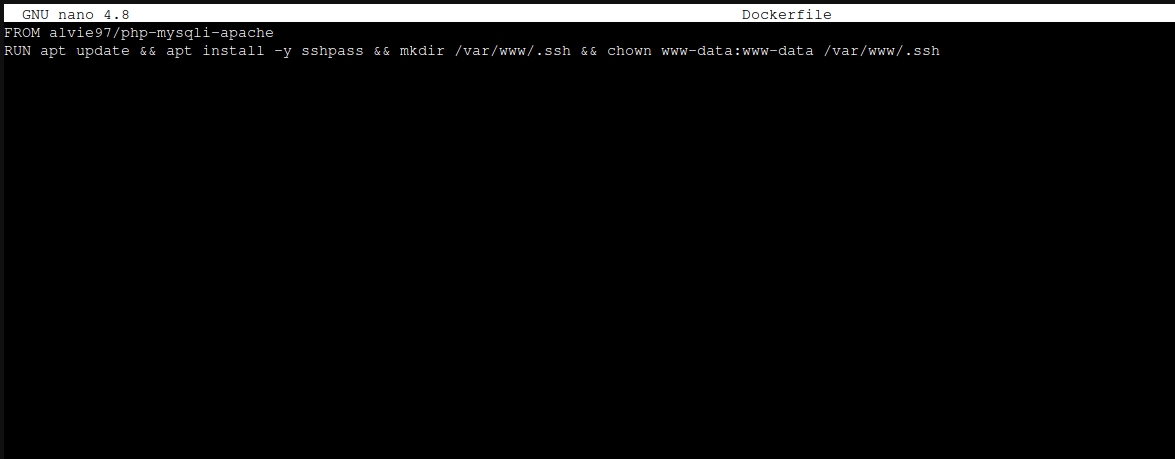 GNU nano 4.8 Dockerfile
FROM alvie97/php-mysqli-apache
RUN apt update && apt install -y sshpass && mkdir /var/www/.ssh && chown www-data:www-data /var/www/.ssh